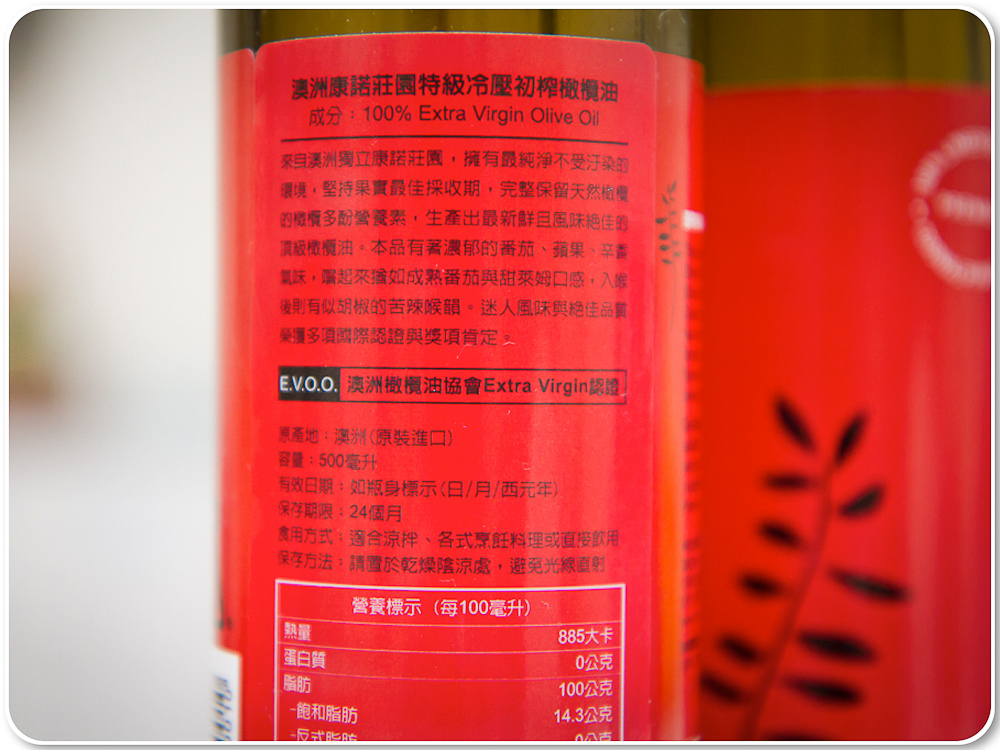 澳洲康諾莊園特級冷壓初榨橄欖油
成分：100% Extra Virgin Olive Oil
來自澳洲獨立康諾莊園，擁有最純淨不受汙染的
環境，堅持果實最佳採收期，完整保留天然橄欖
的橄欖多酚營養素，生產出最新鮮且風味絕佳的
頂級橄欖油。本品有著濃郁的番茄、蘋果、辛香
氣味，嚐起來猶如成熟番茄與甜萊姆口感，入喉
後則有似胡椒的苦辣喉韻。迷人風味與絕佳品質
榮獲多項國際認證與獎項肯定。
E.V.O.O. 澳洲橄欖油協會Extra Virgin認證
原產地：澳洲(原裝進口)
容量：500毫升
有效日期：如瓶身標示(日/月/西元年)
保存期限：24個月
食用方式：適合涼拌、各式烹飪料理或直接飲用
保存方法：請置於乾燥陰涼處，避免光線直射
營養標示（每100毫升）
熱量 885大卡
蛋白質 0公克
脂肪 100公克
-飽和脂肪 14.3公克
-反式脂肪 0公克